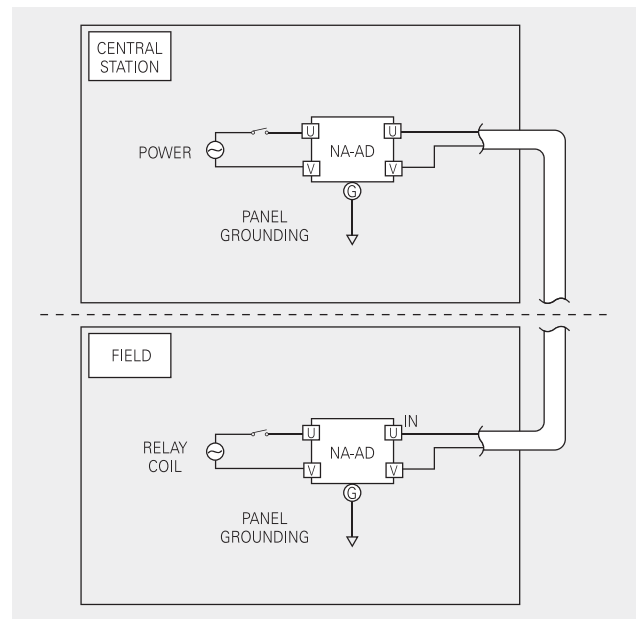 CENTRAL
STATION
POWER
U
U
NA-AD
V
V
G
PANEL
GROUNDING
FIELD
IN
U
U
RELAY
COIL
NA-AD
V
V
G
PANEL
GROUNDING